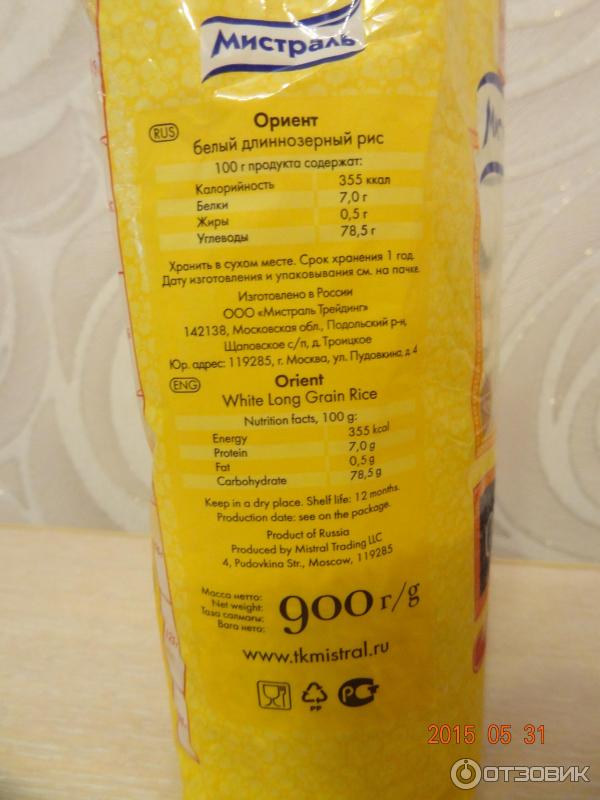 Мистраль
RUS
Ориент
белый длиннозерный рис
100 г продукта содержат:
Калорийность 355 ккал
Белки 7,0 г
Жиры 0,5 г
Углеводы 78,5 г
Хранить в сухом месте. Срок хранения 1 год.
Дату изготовления и упаковывания см. на пачке.
Изготовлено в России
ООО «Мистраль Трейдинг»
142138, Московская обл., Подольский р-н,
Щаповское с/п, д. Троицкое
Юр. адрес: 119285, г. Москва, ул. Пудовкина, д 4
ENG
Orient
White Long Grain Rice
Nutrition facts, 100 g:
Energy 355 kcal
Protein 7,0 g
Fat 0,5 g
Carbohydrate 78,5 g
Keep in a dry place. Shelf life: 12 months.
Production date: see on the package.
Product of Russia
Produced by Mistral Trading LLC
4, Pudovkina Str., Moscow, 119285
Масса нетто:
Net weight:
Таза салмағы:
Вага нето:
900 г/g
www.tkmistral.ru
PP
Мист
2015 05 31
ОТЗОВИК